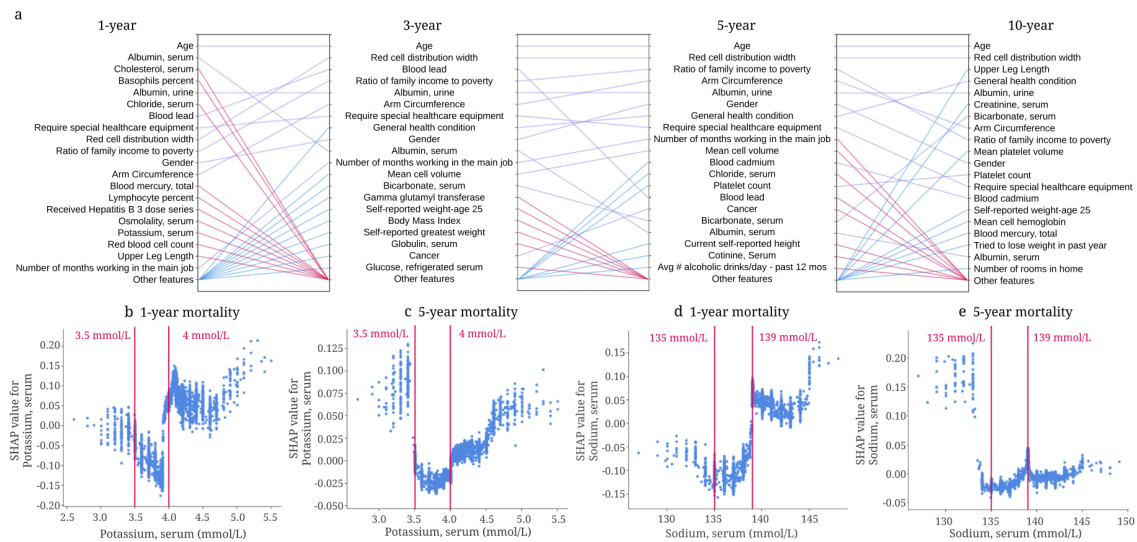 a
1-year
3-year
5-year
10-year
Age
Albumin, serum
Cholesterol, serum
Basophils percent
Albumin, urine
Chloride, serum
Blood lead
Require special healthcare equipment
Red cell distribution width
Ratio of family income to poverty
Gender
Arm Circumference
Blood mercury, total
Lymphocyte percent
Received Hepatitis B 3 dose series
Osmolality, serum
Potassium, serum
Red blood cell count
Upper Leg Length
Number of months working in the main job
Other features
Age
Red cell distribution width
Blood lead
Ratio of family income to poverty
Albumin, urine
Arm Circumference
Require special healthcare equipment
General health condition
Gender
Albumin, serum
Number of months working in the main job
Mean cell volume
Bicarbonate, serum
Gamma glutamyl transferase
Self-reported weight-age 25
Body Mass Index
Self-reported greatest weight
Globulin, serum
Cancer
Glucose, refrigerated serum
Other features
Age
Red cell distribution width
Ratio of family income to poverty
Arm Circumference
Albumin, urine
Gender
General health condition
Require special healthcare equipment
Number of months working in the main job
Mean cell volume
Blood cadmium
Chloride, serum
Platelet count
Blood lead
Cancer
Bicarbonate, serum
Albumin, serum
Current self-reported height
Cotinine, Serum
Avg # alcoholic drinks/day - past 12 mos
Other features
Age
Red cell distribution width
Upper Leg Length
General health condition
Albumin, urine
Creatinine, serum
Bicarbonate, serum
Arm Circumference
Ratio of family income to poverty
Mean platelet volume
Gender
Platelet count
Require special healthcare equipment
Blood cadmium
Self-reported weight-age 25
Mean cell hemoglobin
Blood mercury, total
Tried to lose weight in past year
Albumin, serum
Number of rooms in home
Other features
b 1-year mortality
3.5 mmol/L
4 mmol/L
SHAP value for
Potassium, serum
0.20
0.15
0.10
0.05
0.00
-0.05
-0.10
-0.15
-0.20
2.5 3.0 3.5 4.0 4.5 5.0 5.5
Potassium, serum (mmol/L)
c 5-year mortality
3.5 mmol/L
4 mmol/L
SHAP value for
Potassium, serum
0.125
0.100
0.075
0.050
0.025
0.000
-0.025
-0.050
3.0 3.5 4.0 4.5 5.0 5.5
Potassium, serum (mmol/L)
d 1-year mortality
135 mmol/L
139 mmol/L
SHAP value for
Sodium, serum
0.15
0.10
0.05
0.00
-0.05
-0.10
-0.15
130 135 140 145
Sodium, serum (mmol/L)
e 5-year mortality
135 mmol/L
139 mmol/L
SHAP value for
Sodium, serum
0.20
0.15
0.10
0.05
0.00
-0.05
130 135 140 145 150
Sodium, serum (mmol/L)